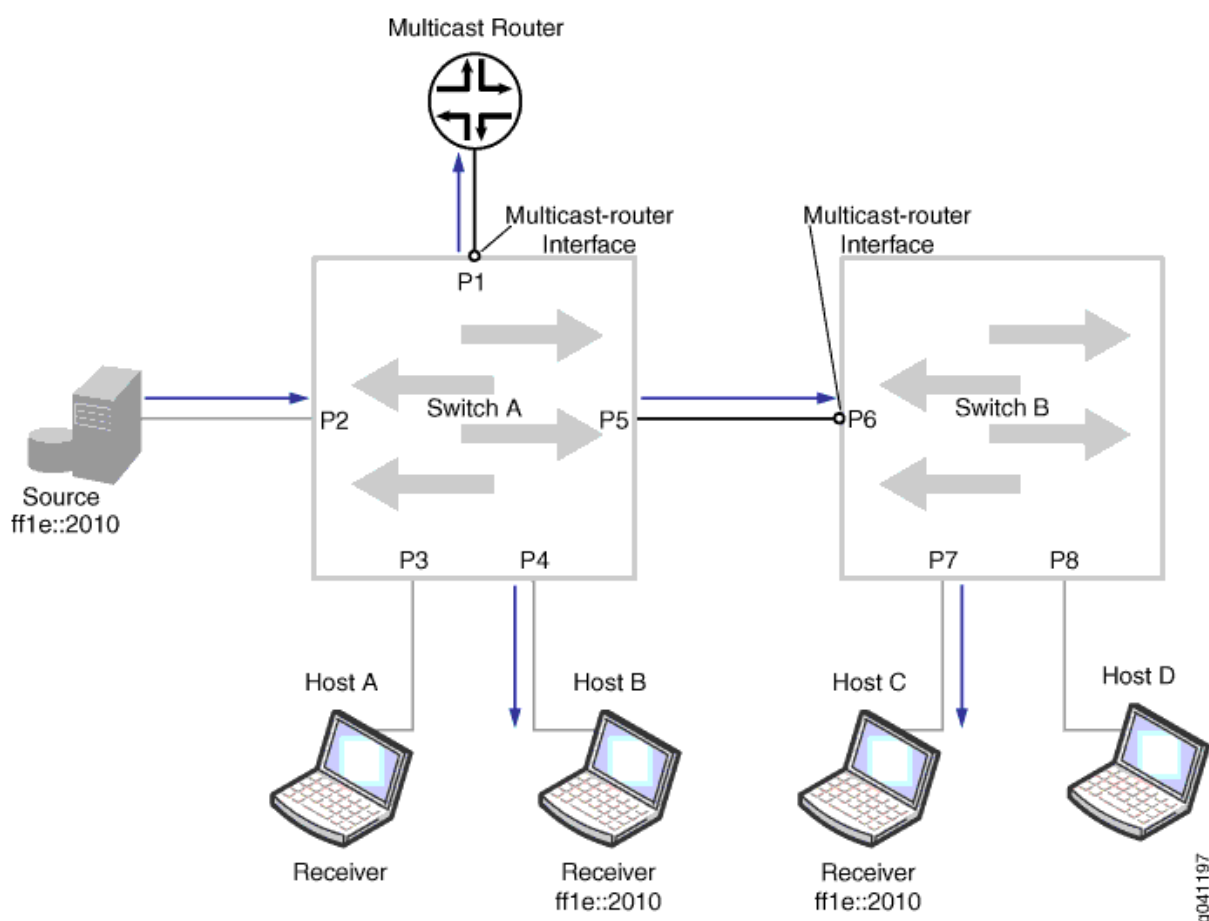 Multicast Router
Multicast-router
Interface
Multicast-router
Interface
P1
P2
Switch A
P5
P6
Switch B
Source
ff1e::2010
P3
P4
P7
P8
Host A
Host B
Host C
Host D
Receiver
Receiver
ff1e::2010
Receiver
ff1e::2010
g041197